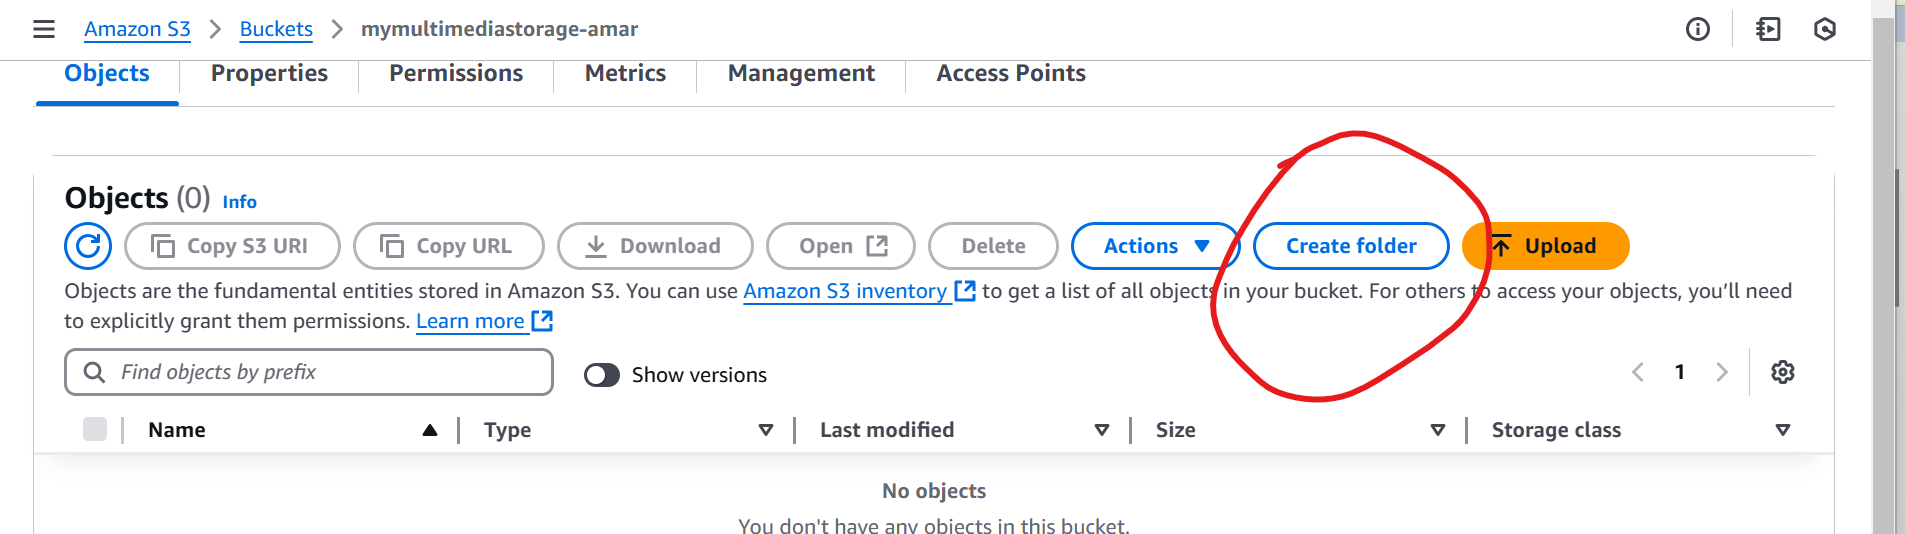 Amazon S3 > Buckets > mymultimediastorage-amar
Objects Properties Permissions Metrics Management Access Points
Objects (0) Info
Copy S3 URI Copy URL Download Open Delete Actions Create folder Upload
Objects are the fundamental entities stored in Amazon S3. You can use Amazon S3 inventory to get a list of all objects in your bucket. For others to access your objects, you’ll need
to explicitly grant them permissions. Learn more
Find objects by prefix Show versions 1
Name Type Last modified Size Storage class
No objects
You don't have any objects in this bucket.